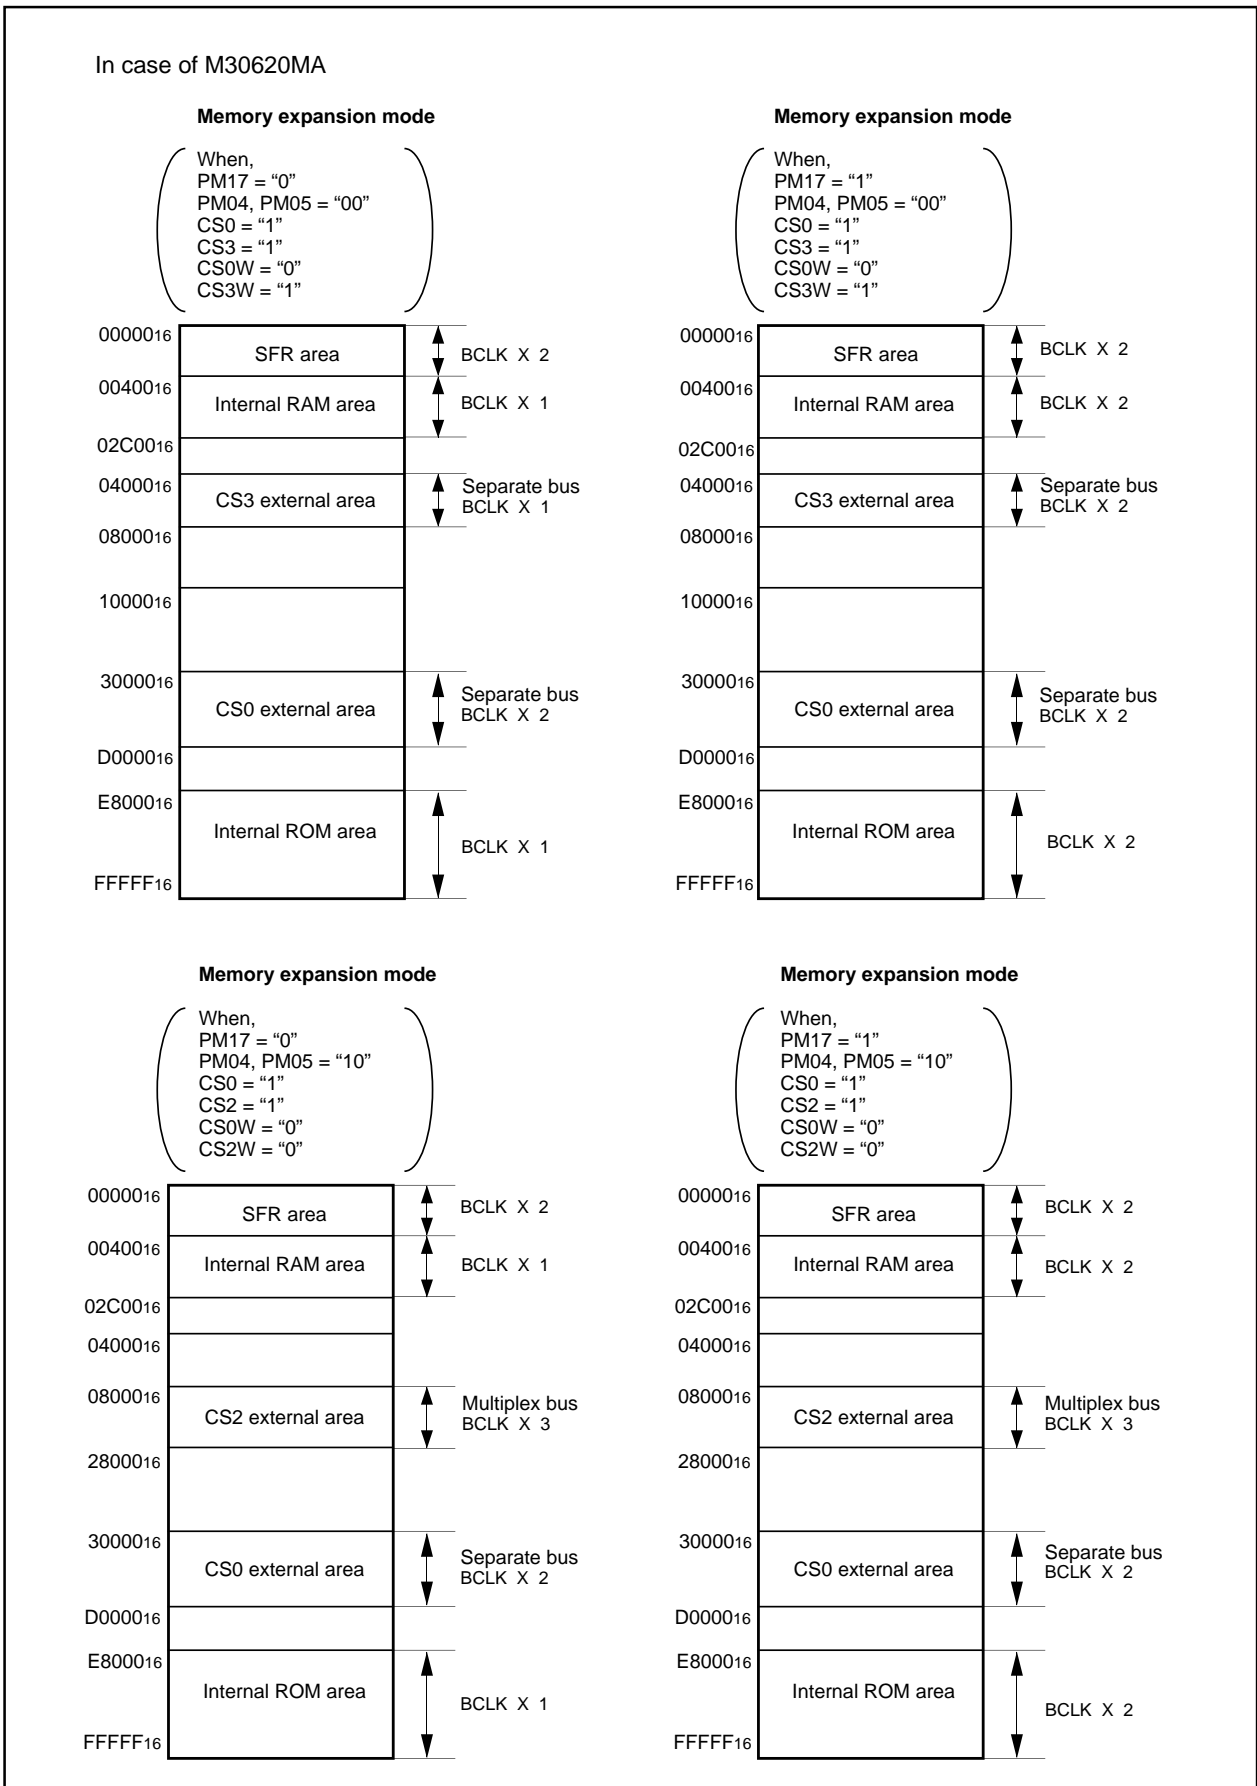 In case of M30620MA
Memory expansion mode
When,
PM17 = “0”
PM04, PM05 = “00”
CS0 = “1”
CS3 = “1”
CS0W = “0”
CS3W = “1”
0000016
SFR area
BCLK X 2
0040016
Internal RAM area
BCLK X 1
02C0016
0400016
CS3 external area
Separate bus
BCLK X 1
0800016
1000016
3000016
CS0 external area
Separate bus
BCLK X 2
D000016
E800016
Internal ROM area
BCLK X 1
FFFFF16
Memory expansion mode
When,
PM17 = “1”
PM04, PM05 = “00”
CS0 = “1”
CS3 = “1”
CS0W = “0”
CS3W = “1”
0000016
SFR area
BCLK X 2
0040016
Internal RAM area
BCLK X 2
02C0016
0400016
CS3 external area
Separate bus
BCLK X 2
0800016
1000016
3000016
CS0 external area
Separate bus
BCLK X 2
D000016
E800016
Internal ROM area
BCLK X 2
FFFFF16
Memory expansion mode
When,
PM17 = “0”
PM04, PM05 = “10”
CS0 = “1”
CS2 = “1”
CS0W = “0”
CS2W = “0”
0000016
SFR area
BCLK X 2
0040016
Internal RAM area
BCLK X 1
02C0016
0400016
0800016
CS2 external area
Multiplex bus
BCLK X 3
2800016
3000016
CS0 external area
Separate bus
BCLK X 2
D000016
E800016
Internal ROM area
BCLK X 1
FFFFF16
Memory expansion mode
When,
PM17 = “1”
PM04, PM05 = “10”
CS0 = “1”
CS2 = “1”
CS0W = “0”
CS2W = “0”
0000016
SFR area
BCLK X 2
0040016
Internal RAM area
BCLK X 2
02C0016
0400016
0800016
CS2 external area
Multiplex bus
BCLK X 3
2800016
3000016
CS0 external area
Separate bus
BCLK X 2
D000016
E800016
Internal ROM area
BCLK X 2
FFFFF16